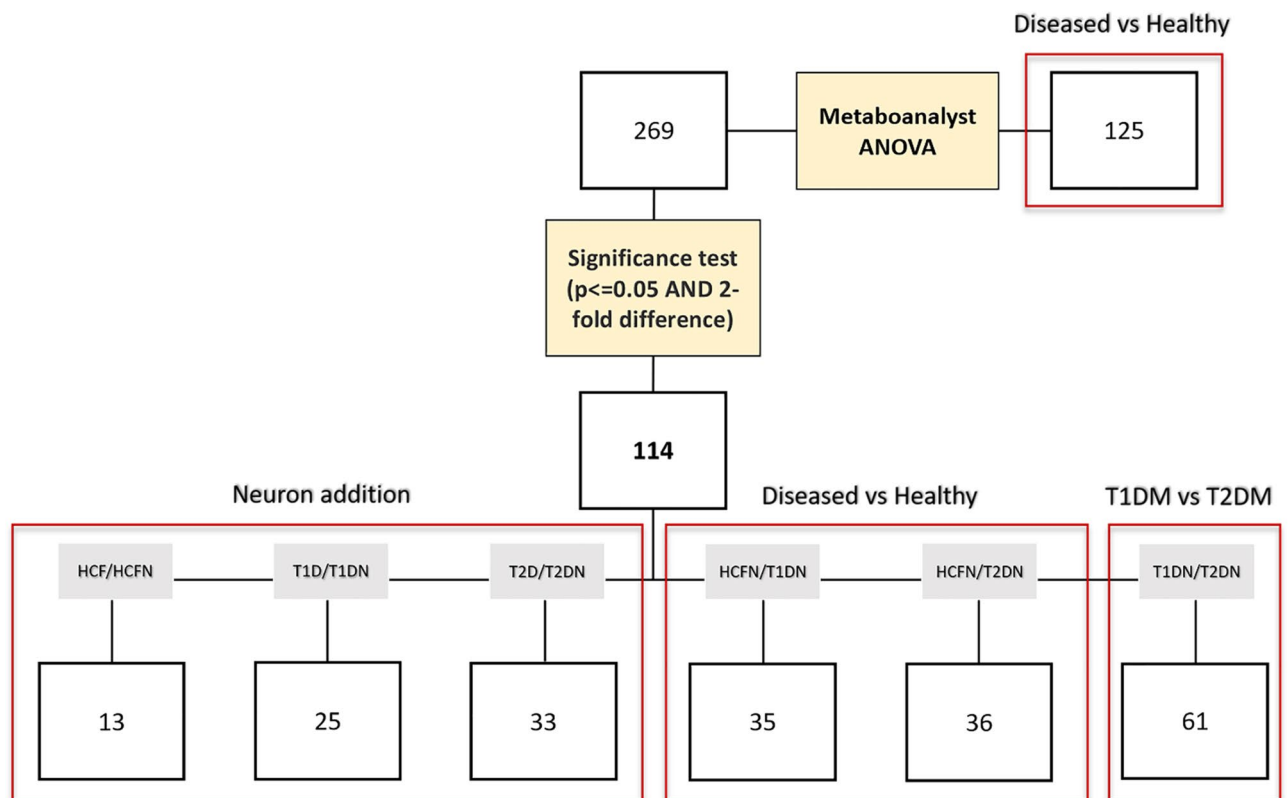 Diseased vs Healthy
269
Metaboanalyst
ANOVA
125
Significance test
(p<=0.05 AND 2-
fold difference)
114
Neuron addition
Diseased vs Healthy
T1DM vs T2DM
HCF/HCFN
T1D/T1DN
T2D/T2DN
HCFN/T1DN
HCFN/T2DN
T1DN/T2DN
13
25
33
35
36
61